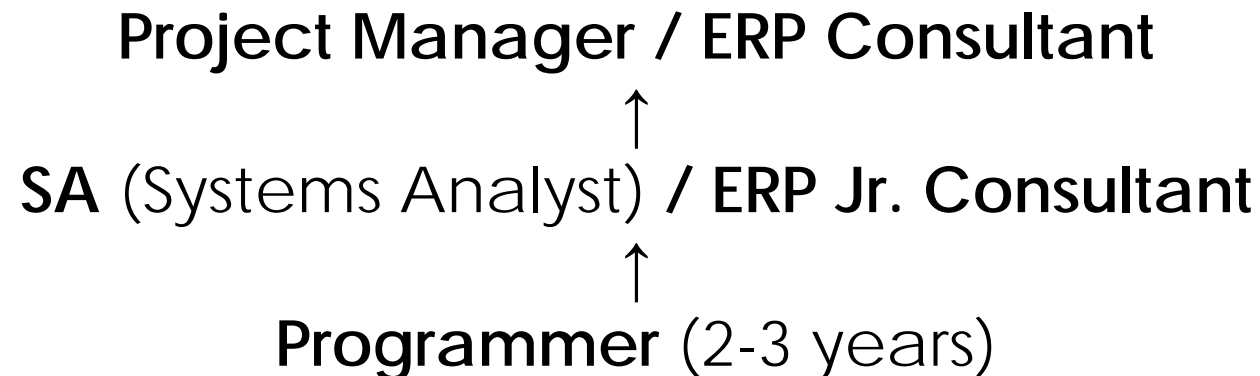 Project Manager / ERP Consultant
↑
SA (Systems Analyst) / ERP Jr. Consultant
↑
Programmer (2-3 years)